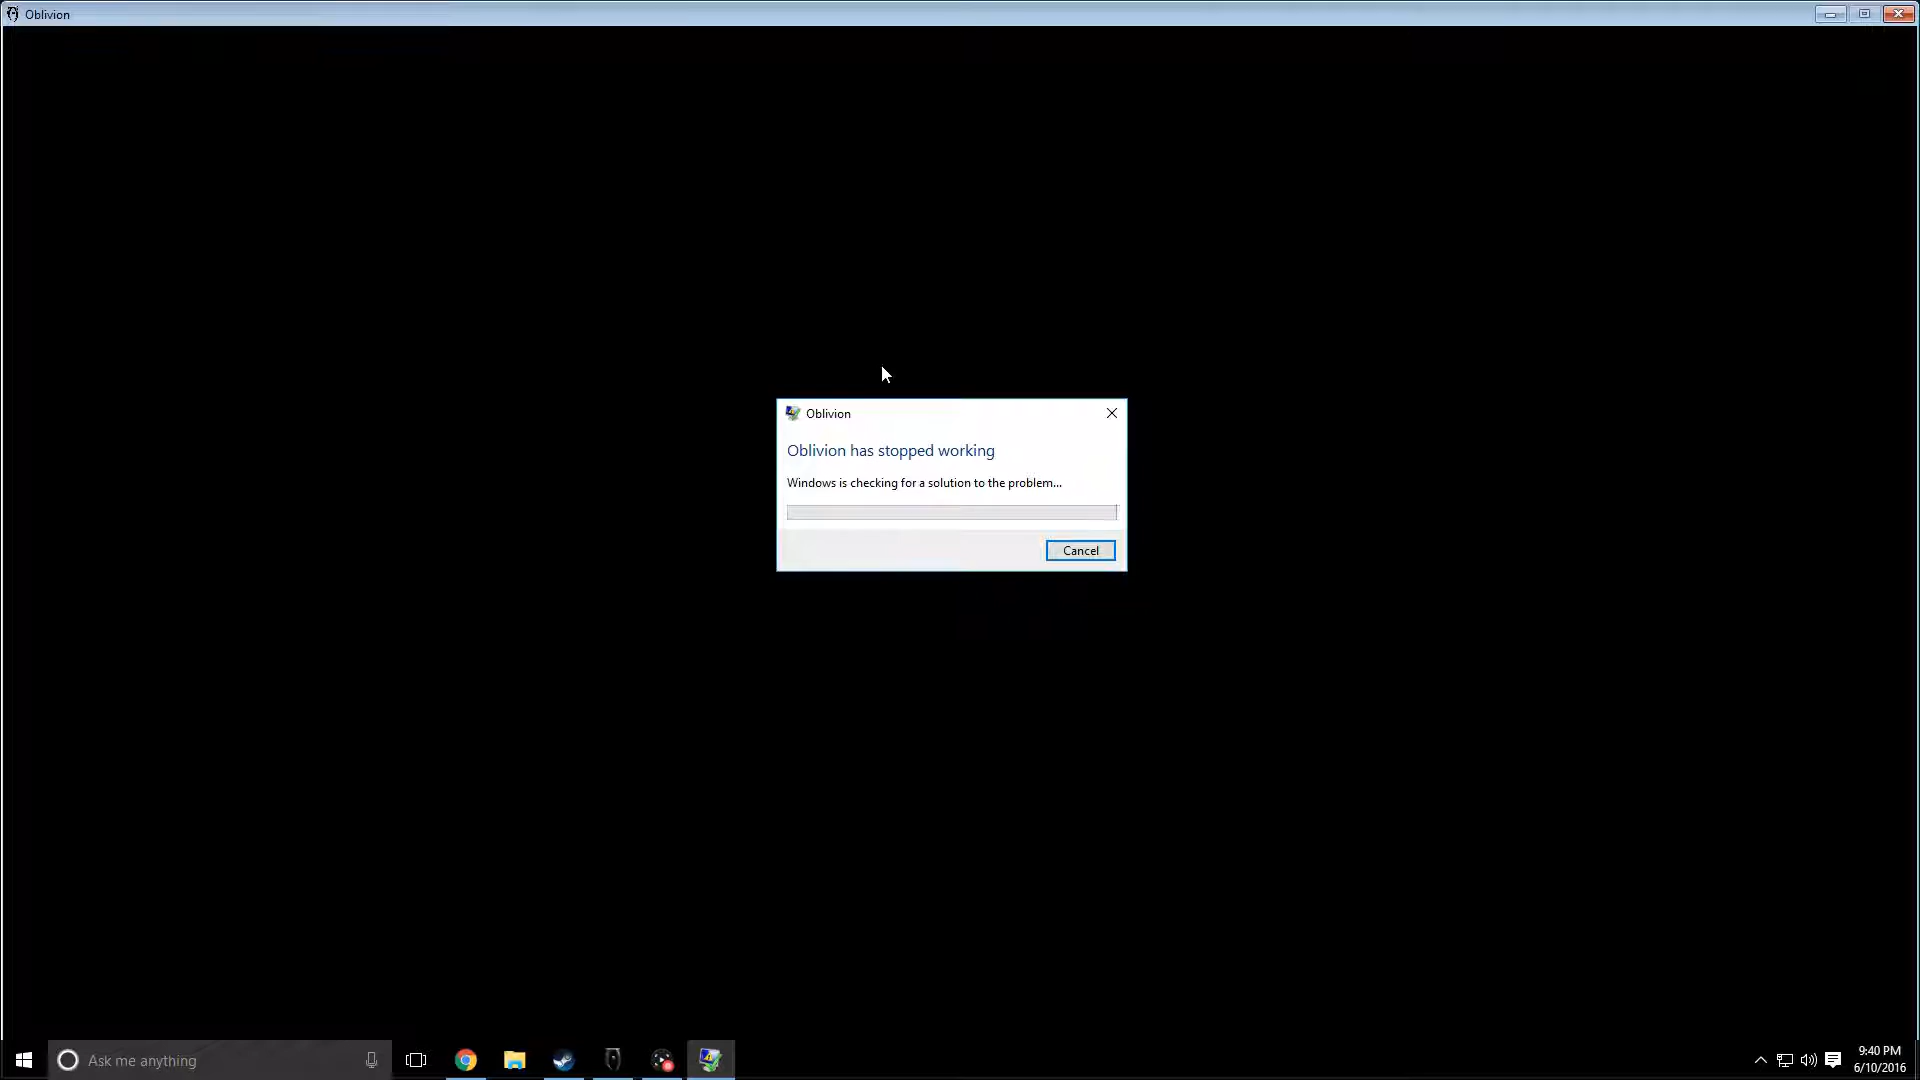 Oblivion
Oblivion
Oblivion has stopped working
Windows is checking for a solution to the problem...
Cancel
Ask me anything
9:40 PM
6/10/2016